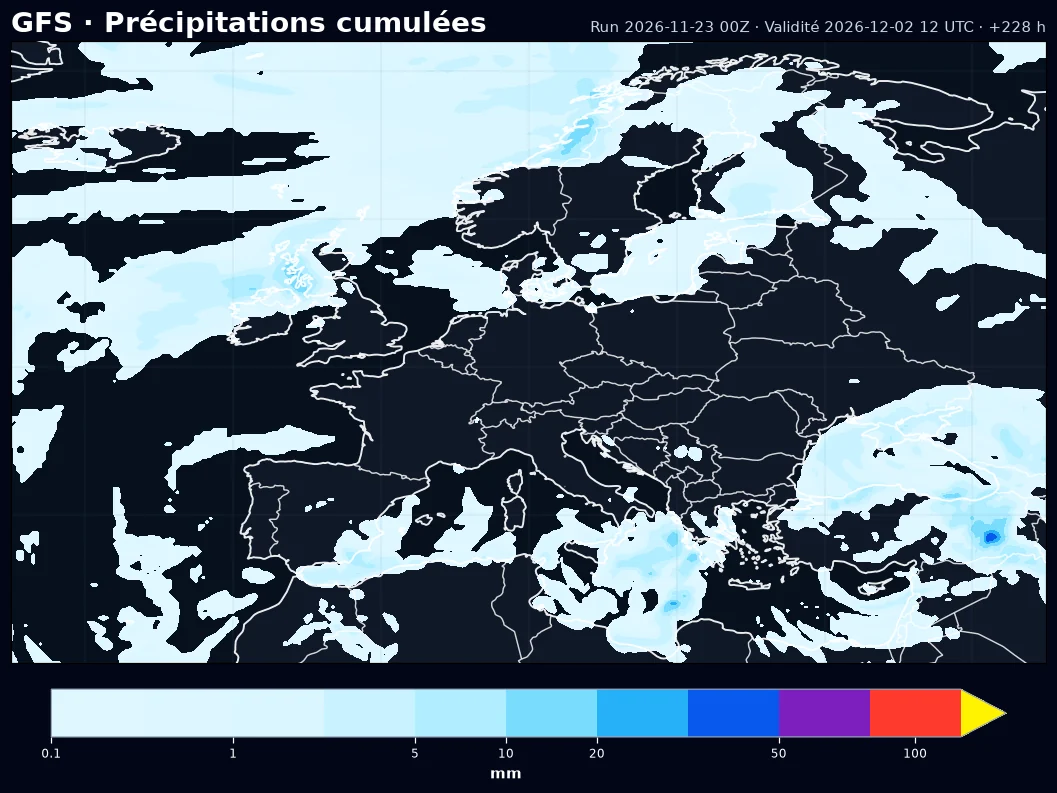 GFS · Précipitations cumulées
Run 2026-11-23 00Z · Validité 2026-12-02 12 UTC · +228 h
0.1 1 5 10 20 50 100
mm